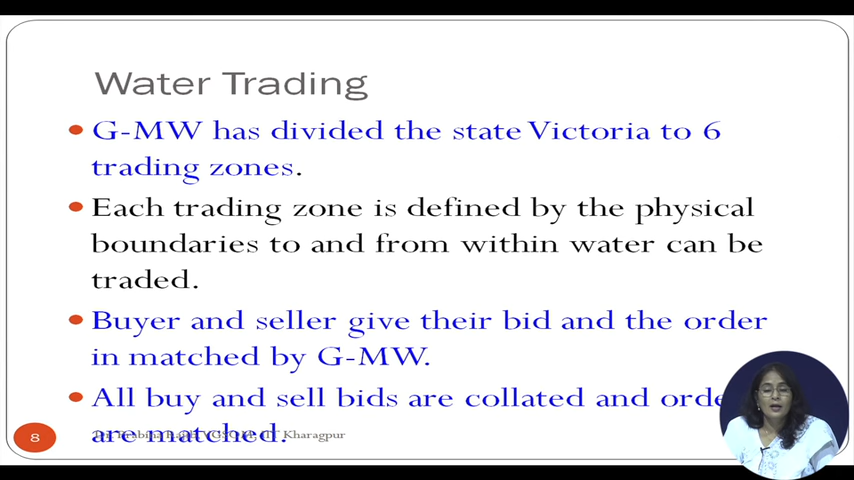 Water Trading
G-MW has divided the state Victoria to 6
trading zones.
Each trading zone is defined by the physical
boundaries to and from within water can be
traded.
Buyer and seller give their bid and the order
in matched by G-MW.
All buy and sell bids are collated and
are matched.
8
Kharagpur